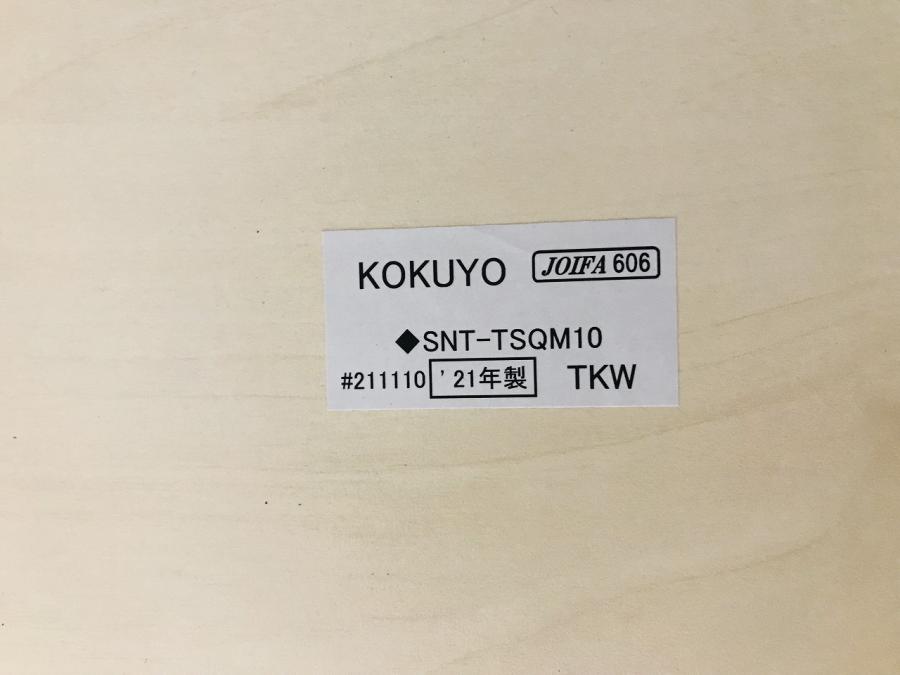 KOKUYO JOIFA 606
◆SNT-TSQM10
#211110 '21年製 TKW